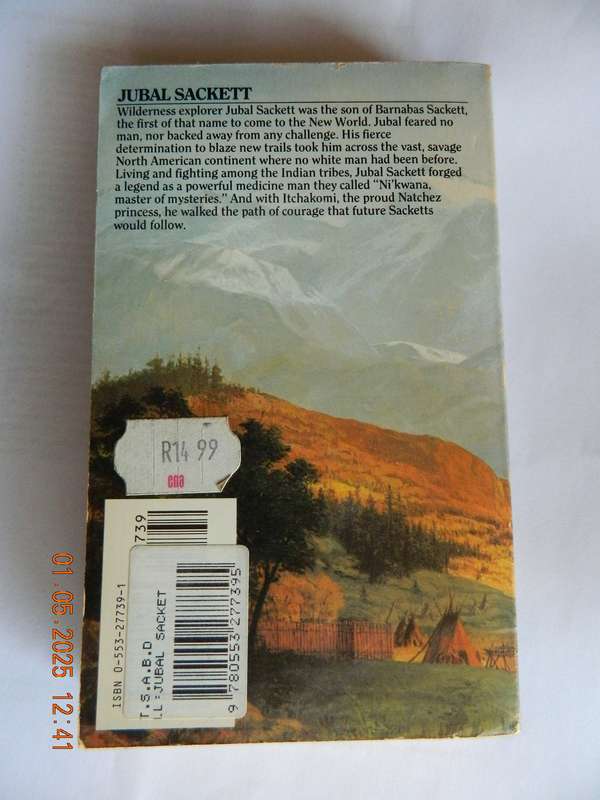 JUBAL SACKETT
Wilderness explorer Jubal Sackett was the son of Barnabas Sackett,
the first of that name to come to the New World. Jubal feared no
man, nor backed away from any challenge. His fierce
determination to blaze new trails took him across the vast, savage
North American continent where no white man had been before.
Living and fighting among the Indian tribes, Jubal Sackett forged
a legend as a powerful medicine man they called “Ni’kwana,
master of mysteries.” And with Itchakomi, the proud Natchez
princess, he walked the path of courage that future Sacketts
would follow.
R14 99
cna
739
ISBN 0-553-27739-1
T.S.A.B.D
L.L :JUBAL SACKET
9 780553 277395
01.05.2025 12:41